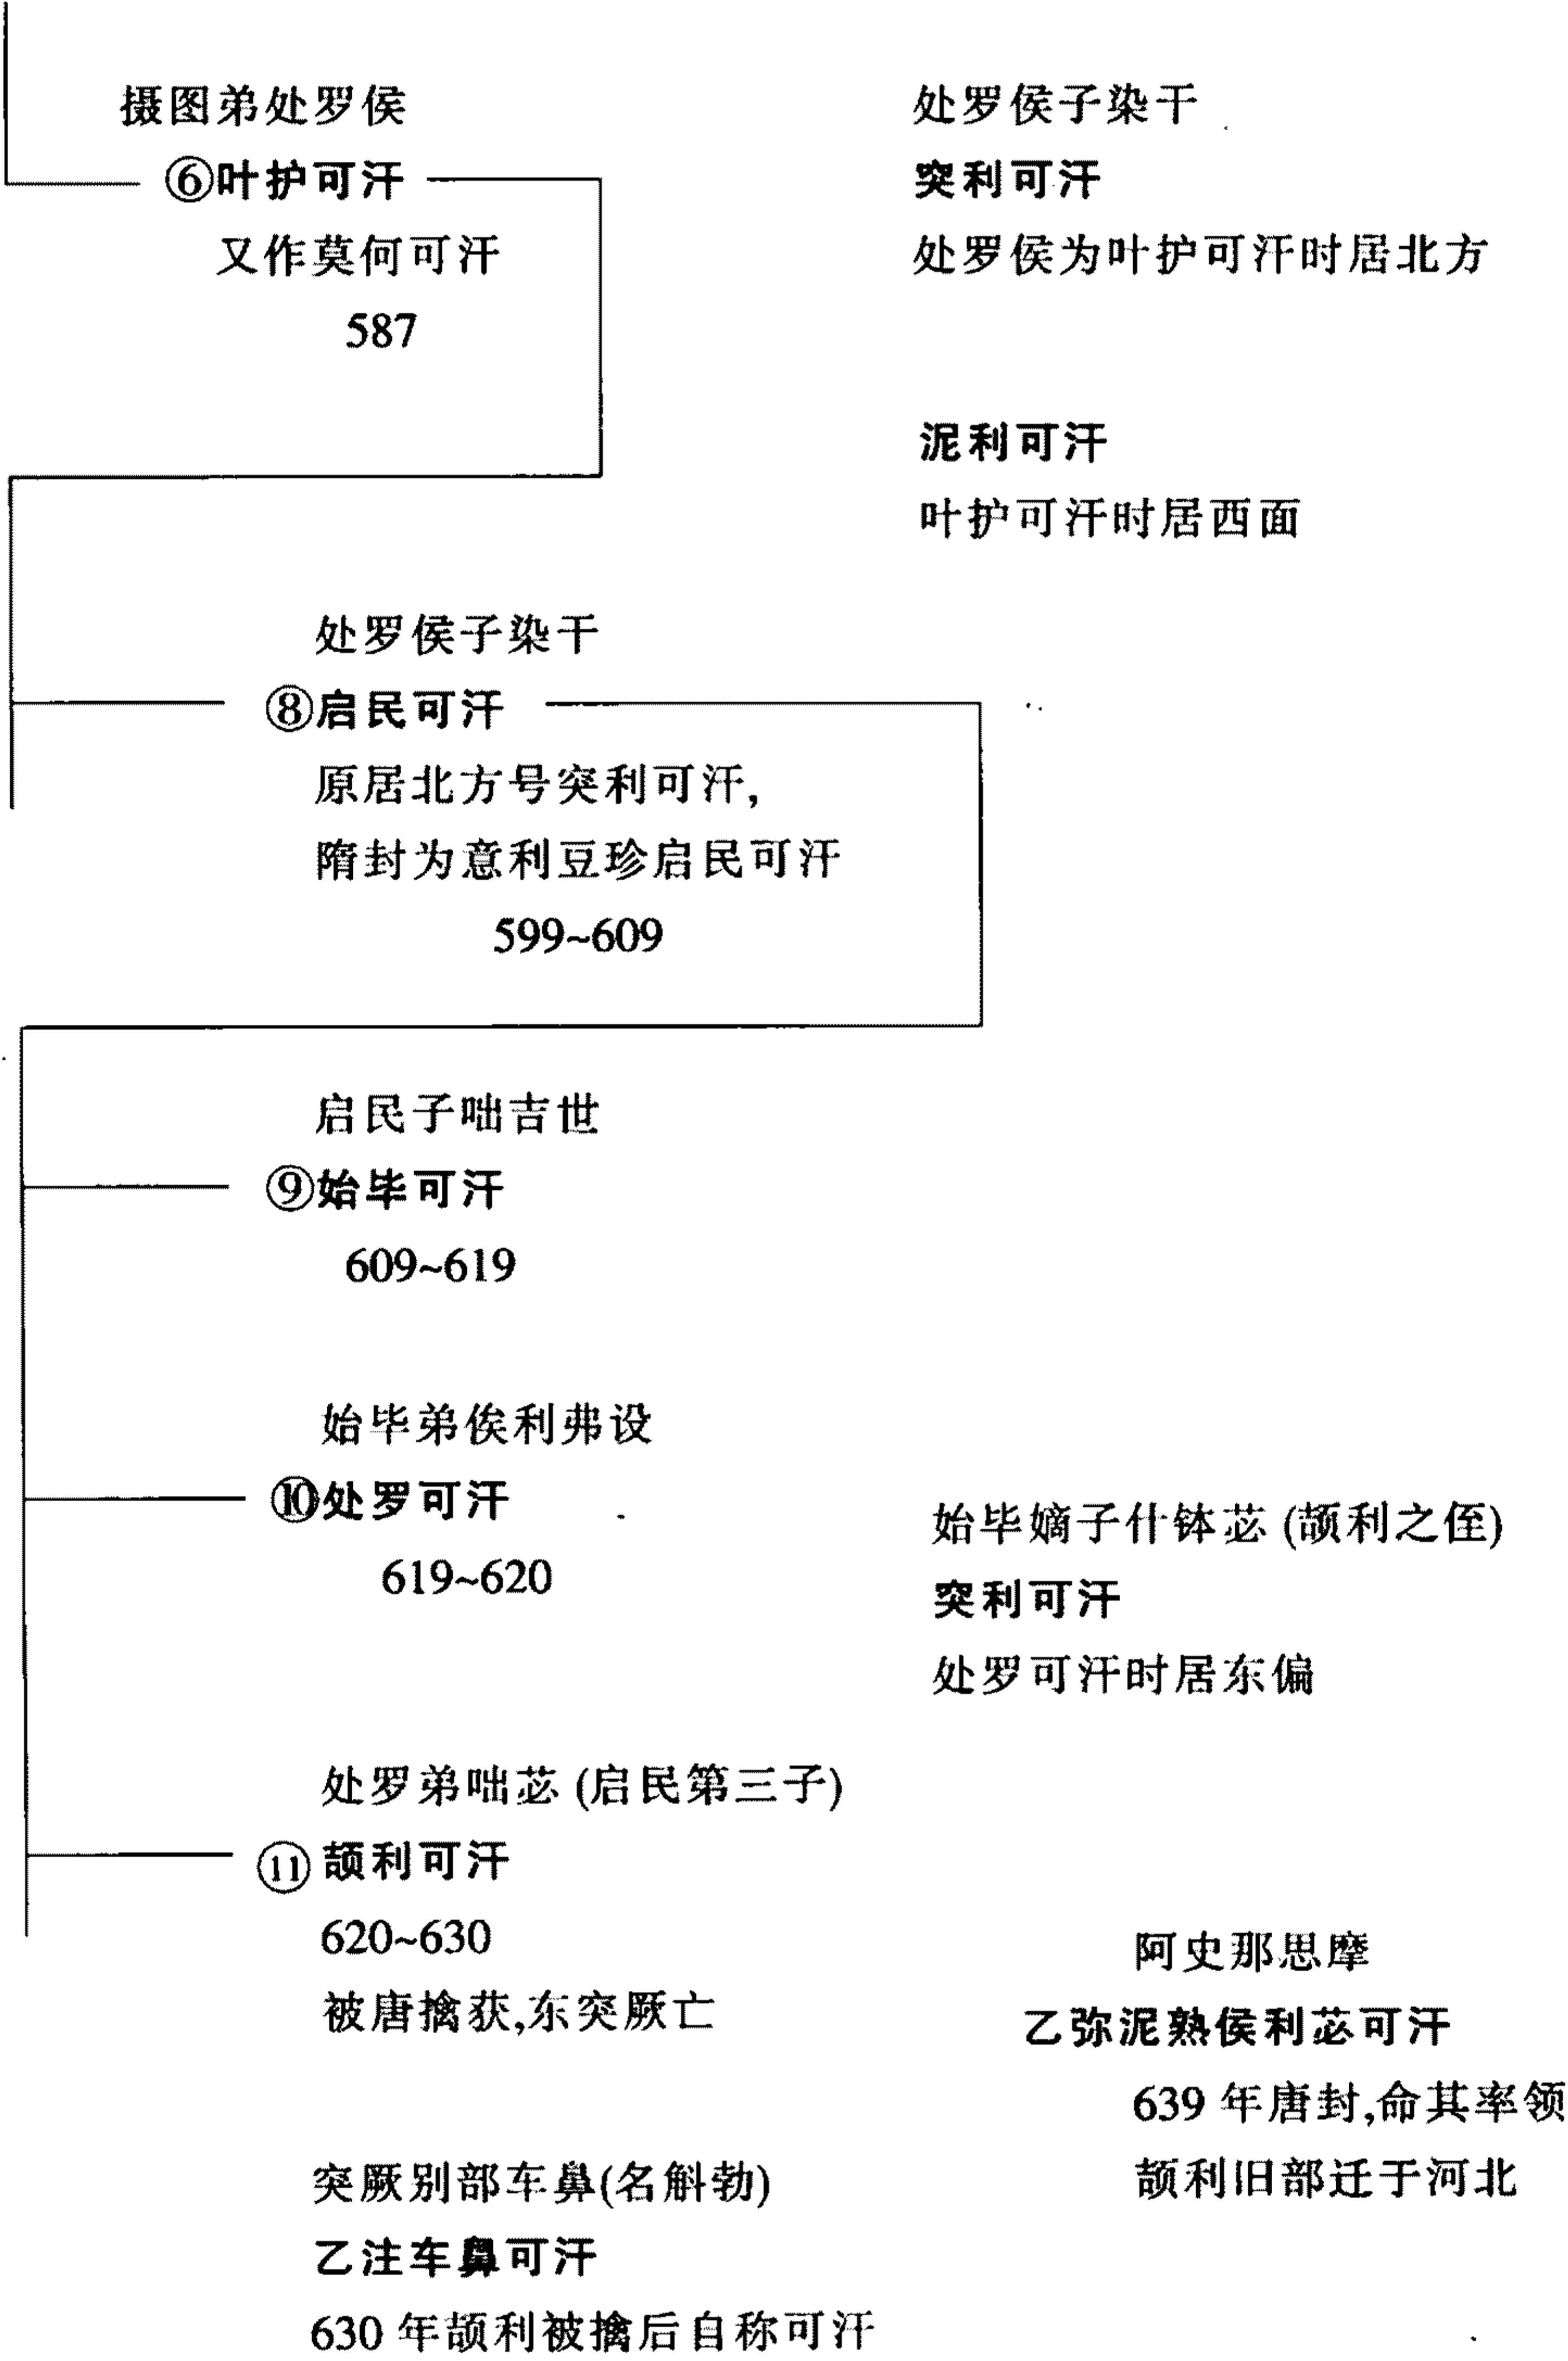 摄图弟处罗侯
⑥叶护可汗
又作莫何可汗
587
处罗侯子染干
突利可汗
处罗侯为叶护可汗时居北方
泥利可汗
叶护可汗时居西面
处罗侯子染干
⑧启民可汗
原居北方号突利可汗,
隋封为意利豆珍启民可汗
599~609
启民子咄吉世
⑨始毕可汗
609~619
始毕弟俟利弗设
⑩处罗可汗
619~620
始毕嫡子什钵苾(颉利之侄)
突利可汗
处罗可汗时居东偏
处罗弟咄苾(启民第三子)
⑪颉利可汗
620~630
被唐擒获,东突厥亡
阿史那思摩
乙弥泥熟侯利苾可汗
639年唐封,命其率领
颉利旧部迁于河北
突厥别部车鼻(名斛勃)
乙注车鼻可汗
630年颉利被擒后自称可汗